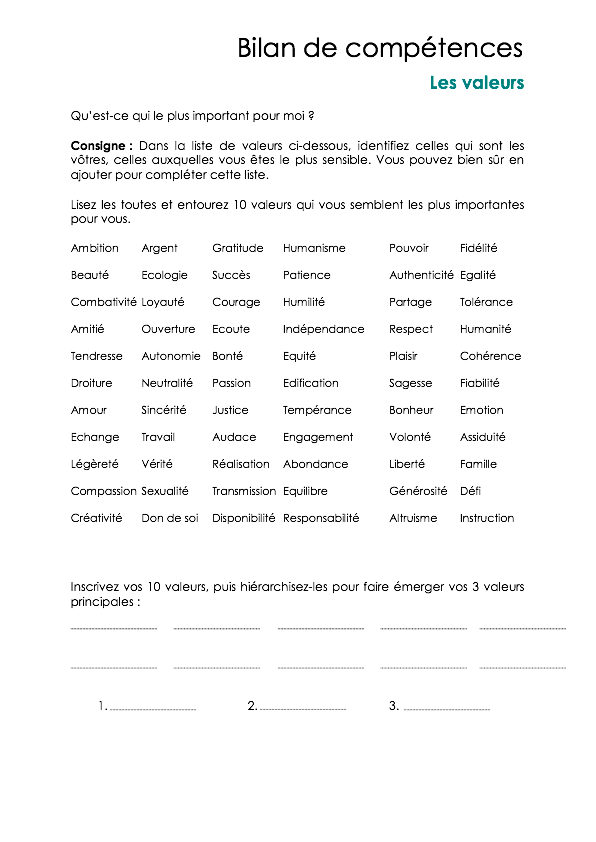 Bilan de compétences
Les valeurs
Qu'est-ce qui le plus important pour moi ?
Consigne : Dans la liste de valeurs ci-dessous, identifiez celles qui sont les
vôtres, celles auxquelles vous êtes le plus sensible. Vous pouvez bien sûr en
ajouter pour compléter cette liste.
Lisez les toutes et entourez 10 valeurs qui vous semblent les plus importantes
pour vous.
Ambition Argent Gratitude Humanisme Pouvoir Fidélité
Beauté Ecologie Succès Patience Authenticité Egalité
Combativité Loyauté Courage Humilité Partage Tolérance
Amitié Ouverture Ecoute Indépendance Respect Humanité
Tendresse Autonomie Bonté Equité Plaisir Cohérence
Droiture Neutralité Passion Edification Sagesse Fiabilité
Amour Sincérité Justice Tempérance Bonheur Emotion
Echange Travail Audace Engagement Volonté Assiduité
Légèreté Vérité Réalisation Abondance Liberté Famille
Compassion Sexualité Transmission Equilibre Générosité Défi
Créativité Don de soi Disponibilité Responsabilité Altruisme Instruction
Inscrivez vos 10 valeurs, puis hiérarchisez-les pour faire émerger vos 3 valeurs
principales :
1. 2. 3.